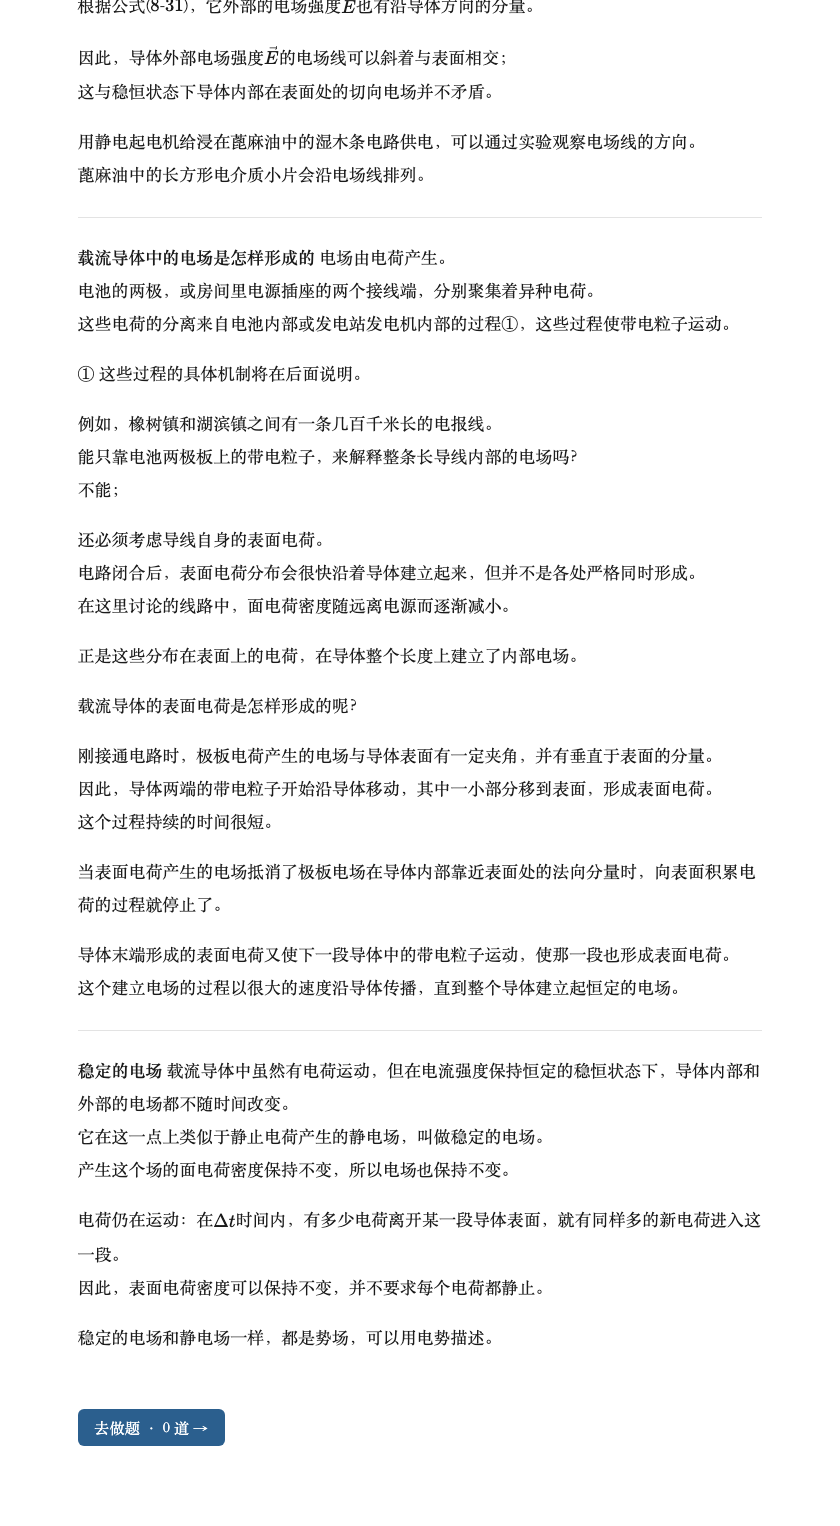 根据公式(8-31)，它外部的电场强度E也有沿导体方向的分量。
因此，导体外部电场强度E⃗的电场线可以斜着与表面相交；
这与稳恒状态下导体内部在表面处的切向电场并不矛盾。
用静电起电机给浸在蓖麻油中的湿木条电路供电，可以通过实验观察电场线的方向。
蓖麻油中的长方形电介质小片会沿电场线排列。
载流导体中的电场是怎样形成的 电场由电荷产生。
电池的两极，或房间里电源插座的两个接线端，分别聚集着异种电荷。
这些电荷的分离来自电池内部或发电站发电机内部的过程①，这些过程使带电粒子运动。
① 这些过程的具体机制将在后面说明。
例如，橡树镇和湖滨镇之间有一条几百千米长的电报线。
能只靠电池两极板上的带电粒子，来解释整条长导线内部的电场吗？
不能；
还必须考虑导线自身的表面电荷。
电路闭合后，表面电荷分布会很快沿着导体建立起来，但并不是各处严格同时形成。
在这里讨论的线路中，面电荷密度随远离电源而逐渐减小。
正是这些分布在表面上的电荷，在导体整个长度上建立了内部电场。
载流导体的表面电荷是怎样形成的呢？
刚接通电路时，极板电荷产生的电场与导体表面有一定夹角，并有垂直于表面的分量。
因此，导体两端的带电粒子开始沿导体移动，其中一小部分移到表面，形成表面电荷。
这个过程持续的时间很短。
当表面电荷产生的电场抵消了极板电场在导体内部靠近表面处的法向分量时，向表面积累电
荷的过程就停止了。
导体末端形成的表面电荷又使下一段导体中的带电粒子运动，使那一段也形成表面电荷。
这个建立电场的过程以很大的速度沿导体传播，直到整个导体建立起恒定的电场。
稳定的电场 载流导体中虽然有电荷运动，但在电流强度保持恒定的稳恒状态下，导体内部和
外部的电场都不随时间改变。
它在这一点上类似于静止电荷产生的静电场，叫做稳定的电场。
产生这个场的面电荷密度保持不变，所以电场也保持不变。
电荷仍在运动：在Δt时间内，有多少电荷离开某一段导体表面，就有同样多的新电荷进入这
一段。
因此，表面电荷密度可以保持不变，并不要求每个电荷都静止。
稳定的电场和静电场一样，都是势场，可以用电势描述。
去做题 · 0 道 →